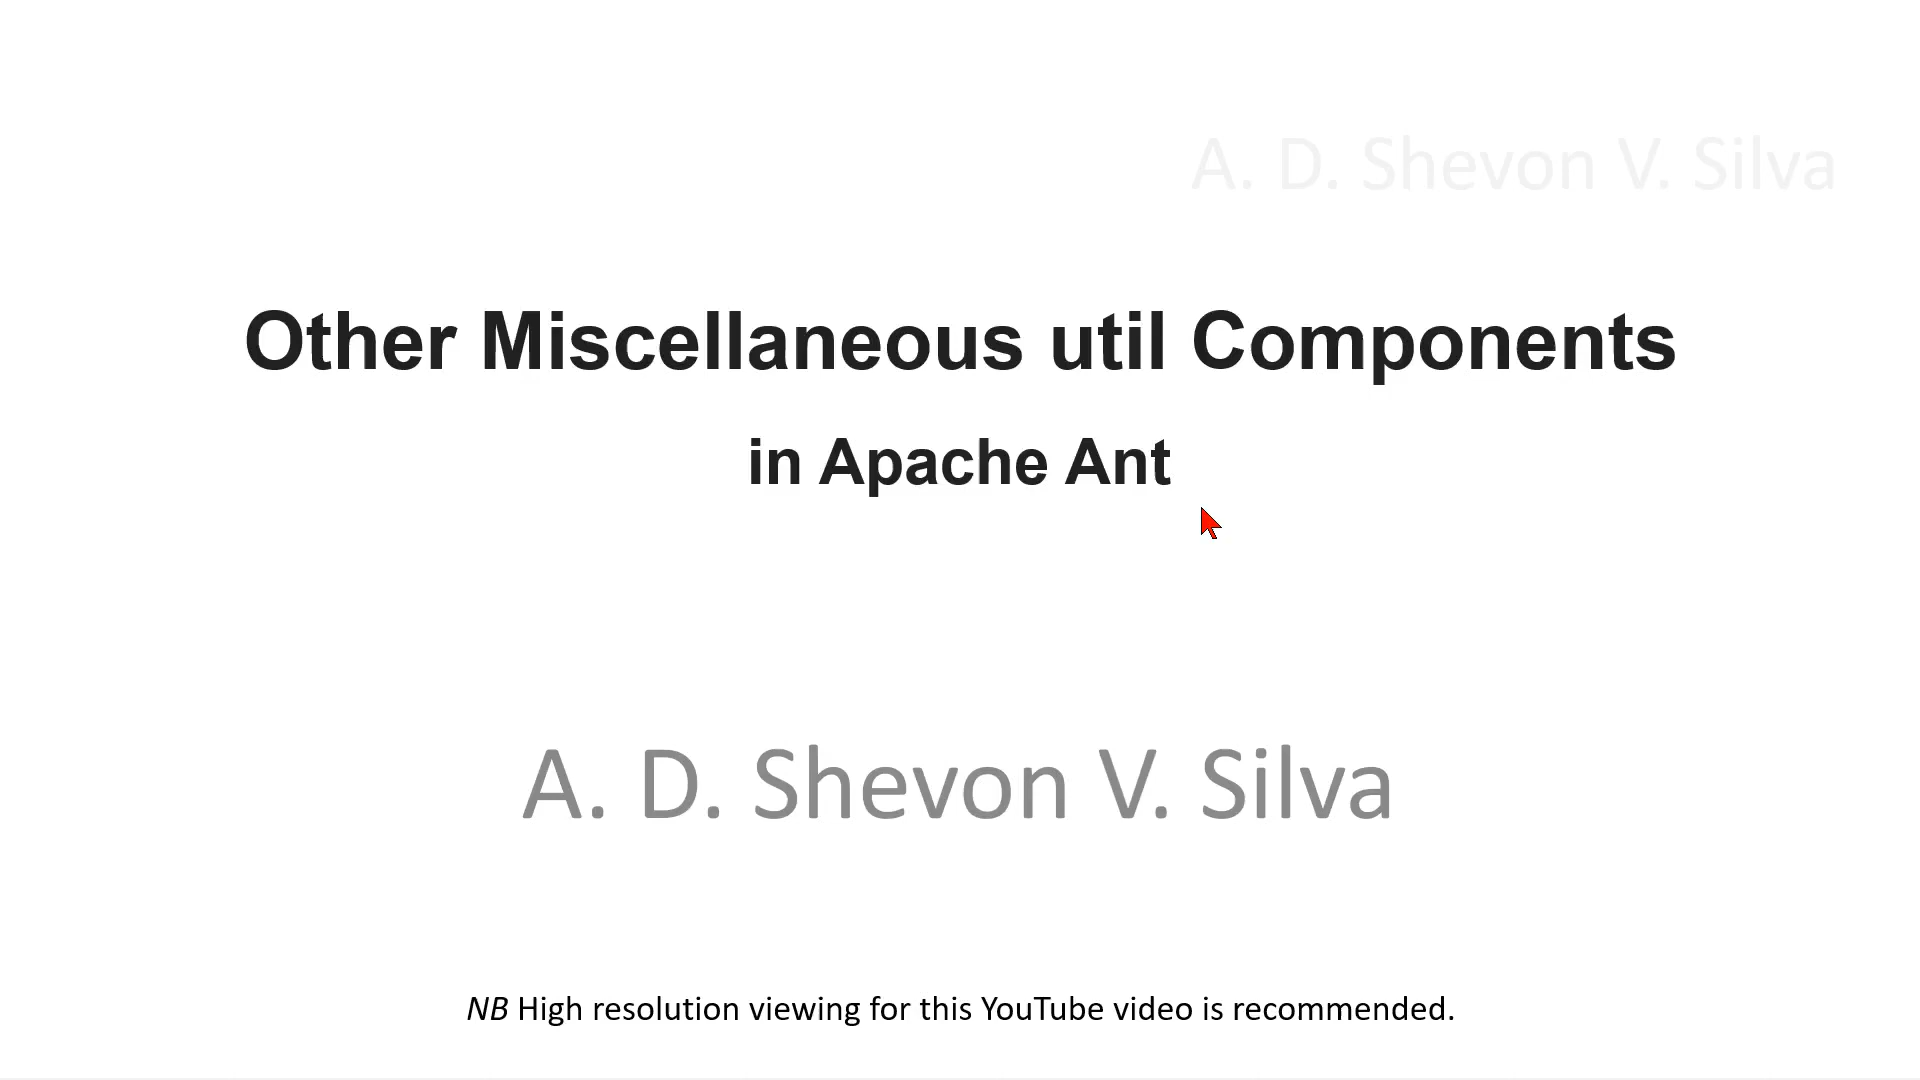 A. D. Shevon V. Silva
Other Miscellaneous util Components
in Apache Ant
A. D. Shevon V. Silva
NB High resolution viewing for this YouTube video is recommended.